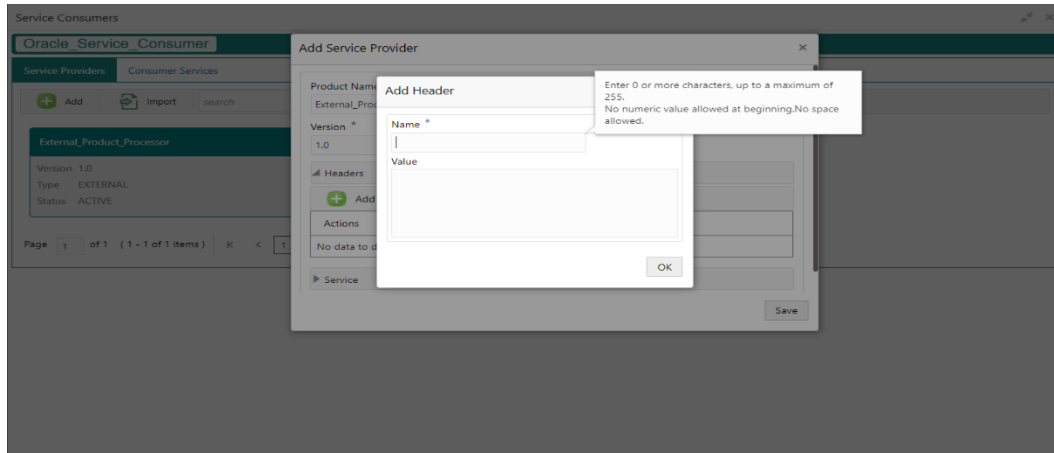 Service Consumers
Oracle_Service_Consumer
Service Providers Consumer Services
Add Import search
External_Product_Processor
Version 1.0
Type EXTERNAL
Status ACTIVE
Page 1 of 1 (1 - 1 of 1 items) K < 1
Add Service Provider ×
Product Name
External_Proc
Version *
1.0
Headers
Add
Actions
No data to d
Service
Save
Add Header
Name *
Value
OK
Enter 0 or more characters, up to a maximum of
255.
No numeric value allowed at beginning.No space
allowed.